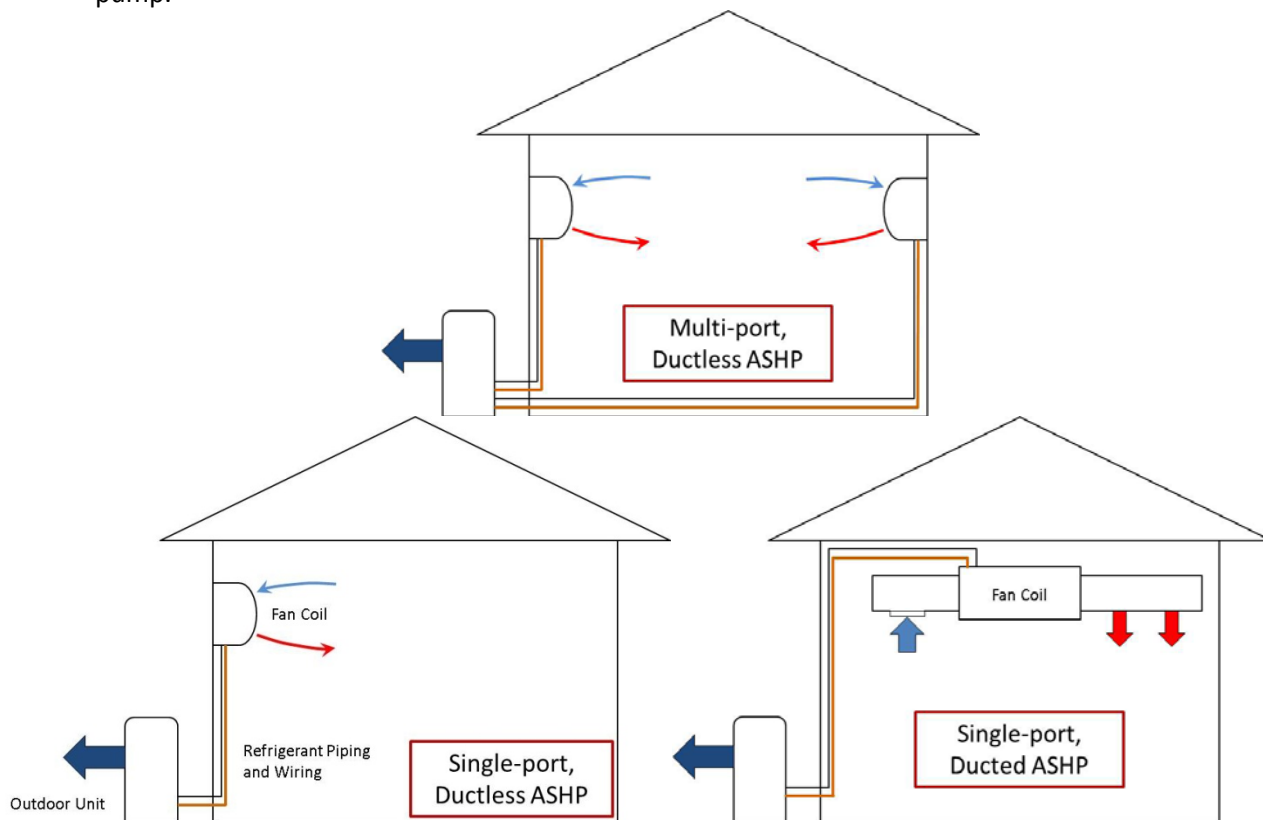 pump.
Multi-port,
Ductless ASHP
Fan Coil
Refrigerant Piping
and Wiring
Outdoor Unit
Single-port,
Ductless ASHP
Fan Coil
Single-port,
Ducted ASHP